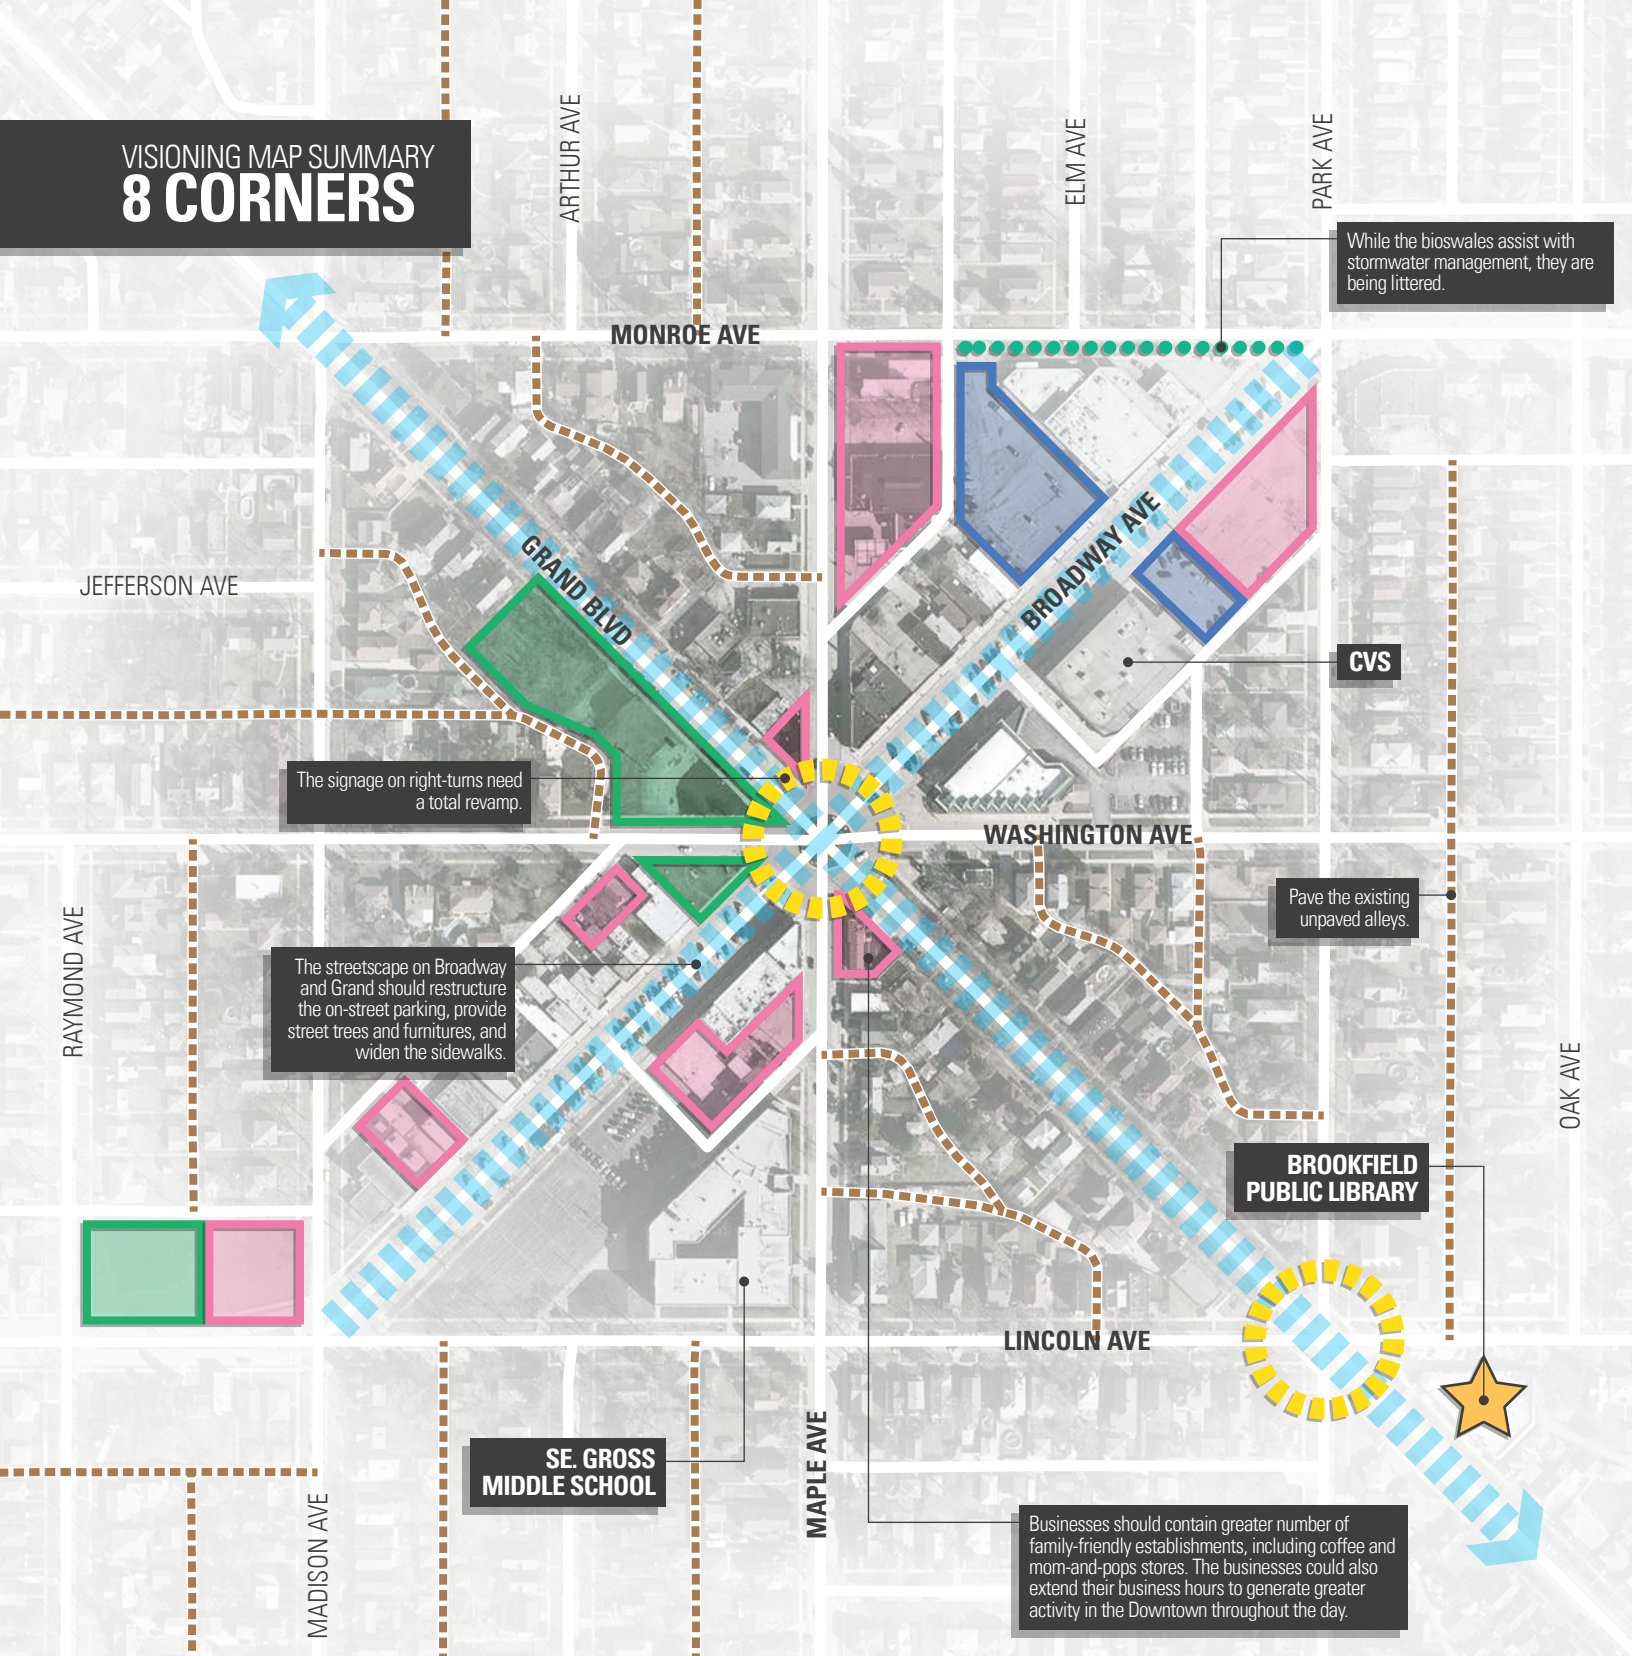 VISIONING MAP SUMMARY
8 CORNERS
ARTHUR AVE
ELM AVE
PARK AVE
While the bioswales assist with
stormwater management, they are
being littered.
MONROE AVE
GRAND BLVD
BROADWAY AVE
JEFFERSON AVE
CVS
The signage on right-turns need
a total revamp.
WASHINGTON AVE
Pave the existing
unpaved alleys.
RAYMOND AVE
The streetscape on Broadway
and Grand should restructure
the on-street parking, provide
street trees and furnitures, and
widen the sidewalks.
OAK AVE
BROOKFIELD
PUBLIC LIBRARY
LINCOLN AVE
SE. GROSS
MIDDLE SCHOOL
MAPLE AVE
MADISON AVE
Businesses should contain greater number of
family-friendly establishments, including coffee and
mom-and-pops stores. The businesses could also
extend their business hours to generate greater
activity in the Downtown throughout the day.